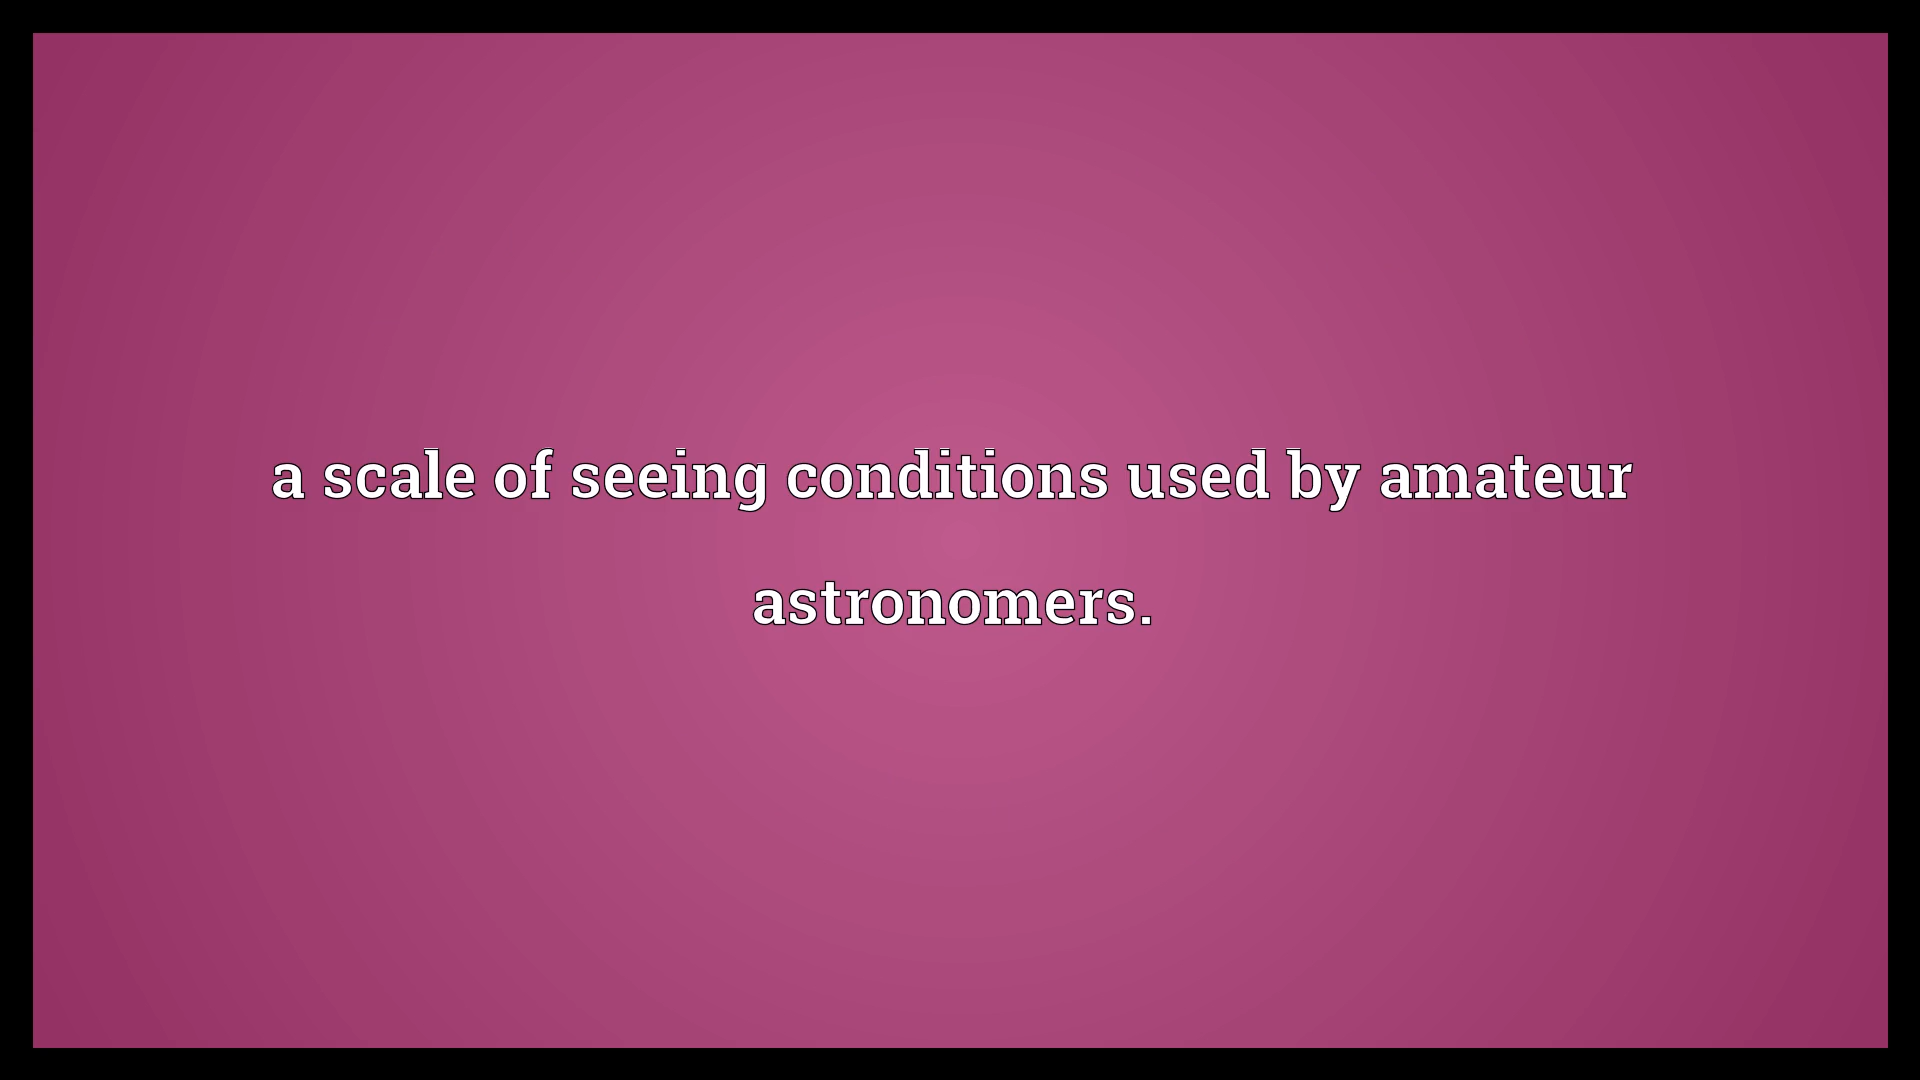 a scale of seeing conditions used by amateur
astronomers.